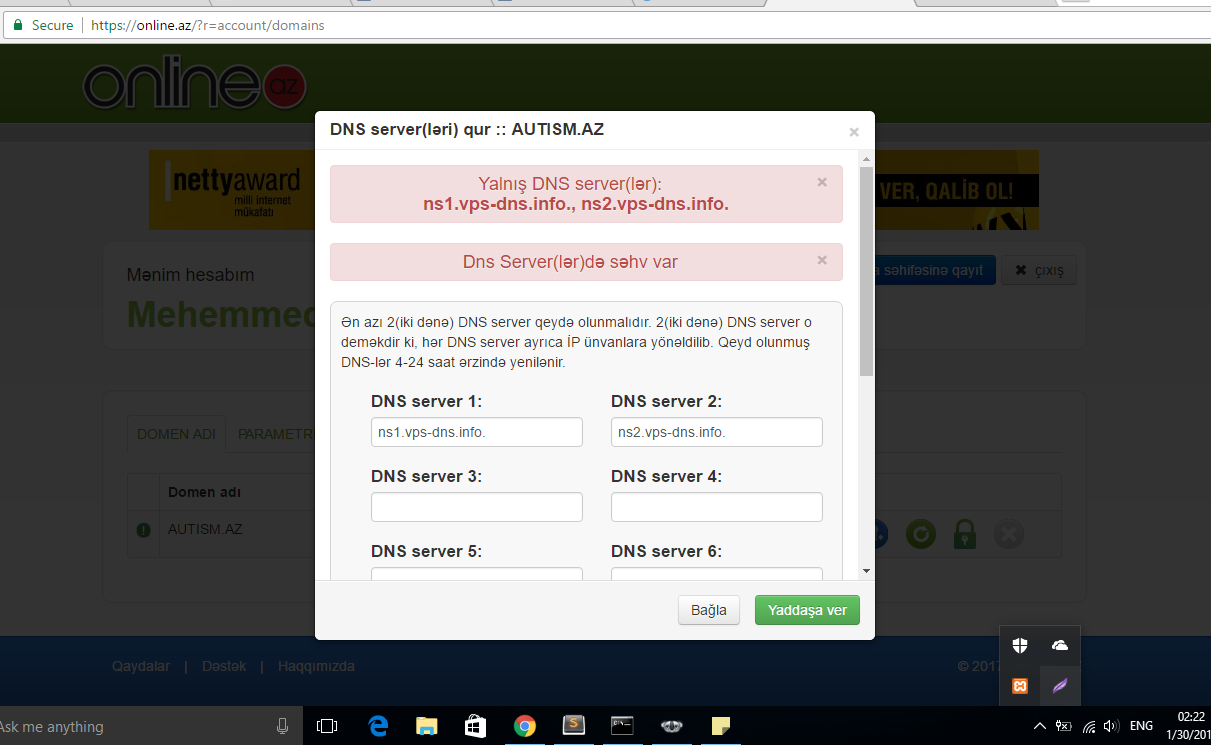 Secure
https://online.az/?r=account/domains
online az
DNS server(ləri) qur :: AUTISM.AZ
×
nettyaward
milli internet
mükafatı
VER, QALİB OL!
Yalnış DNS server(lər):
ns1.vps-dns.info., ns2.vps-dns.info.
×
Dns Server(lər)də səhv var
×
Mənim hesabım
səhifəsinə qayıt
✖ çıxış
Mehemmed
Ən azı 2(iki dənə) DNS server qeydə olunmalıdır. 2(iki dənə) DNS server o
deməkdir ki, hər DNS server ayrıca İP ünvanlara yönəldilib. Qeyd olunmuş
DNS-lər 4-24 saat ərzində yenilənir.
DNS server 1: DNS server 2:
ns1.vps-dns.info. ns2.vps-dns.info.
DNS server 3: DNS server 4:
DNS server 5: DNS server 6:
DOMEN ADI PARAMETR
Domen adı
AUTISM.AZ
Bağla Yaddaşa ver
Qaydalar | Dəstək | Haqqımızda
© 2017
Ask me anything
ENG
02:22
1/30/201